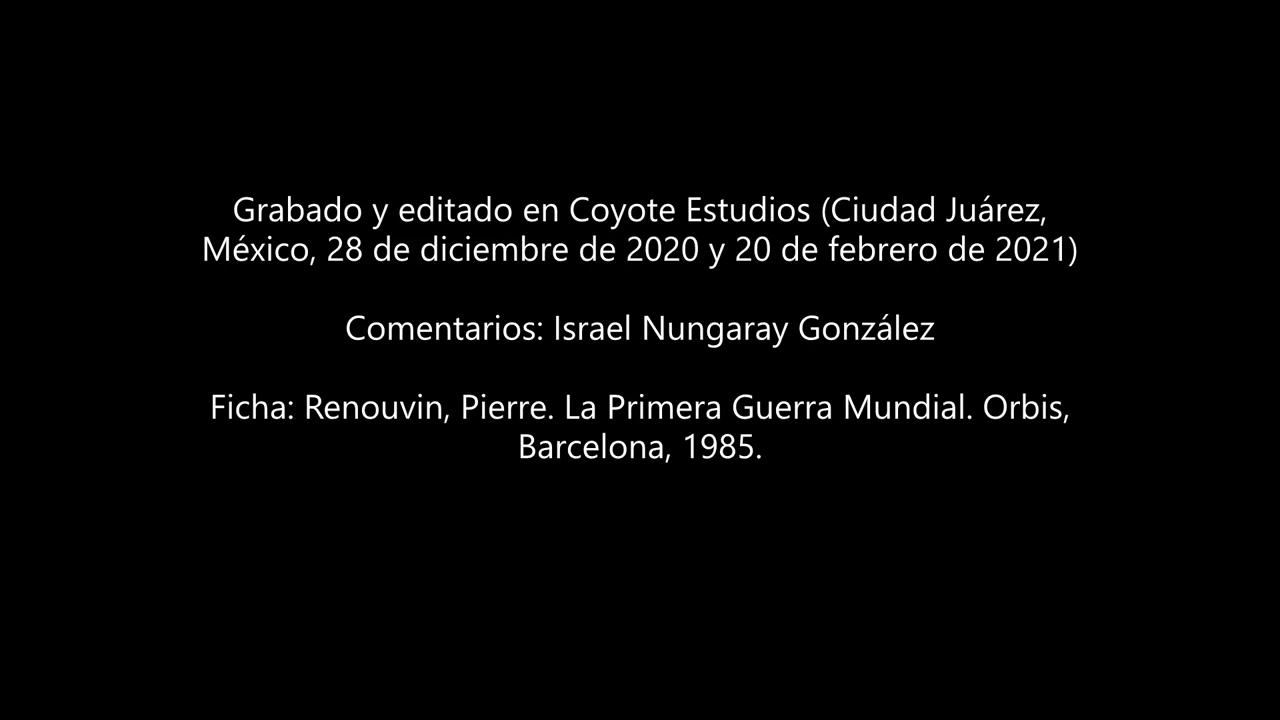 Grabado y editado en Coyote Estudios (Ciudad Juárez,
México, 28 de diciembre de 2020 y 20 de febrero de 2021)
Comentarios: Israel Nungaray González
Ficha: Renouvin, Pierre. La Primera Guerra Mundial. Orbis,
Barcelona, 1985.